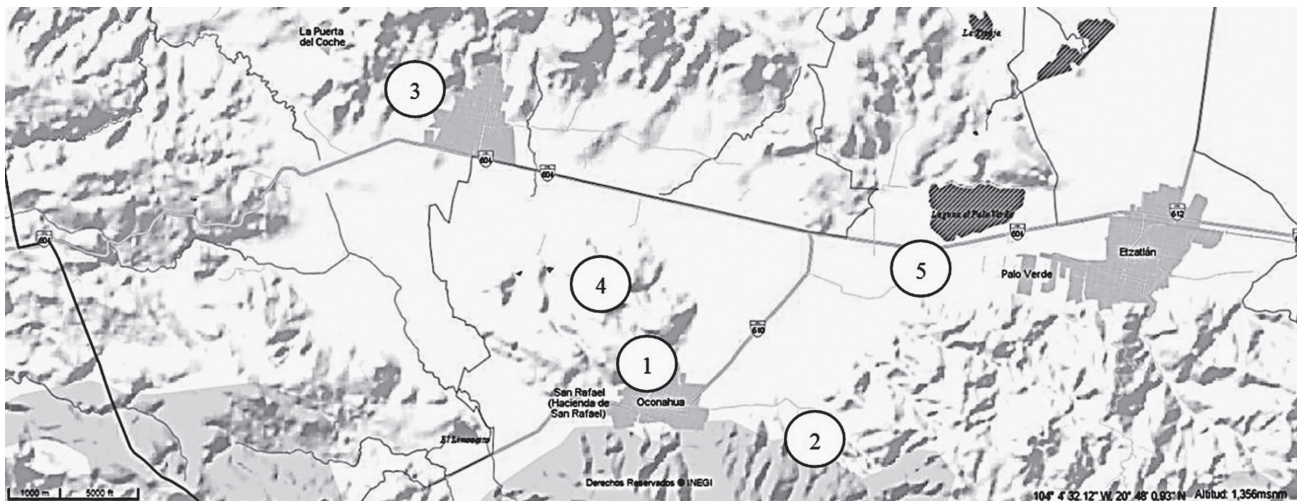 La Puerta
del Coche
3
604
604
604
4
1
San Rafael
(Hacienda de
San Rafael)
Oconahua
610
2
5
Laguna el Palo Verde
604
Palo Verde
Etzatlán
612
Derechos Reservados © INEGI
1000 m
5000 ft
104° 4' 32.12'' W, 20° 48' 0.93'' N Altitud: 1,356msnm